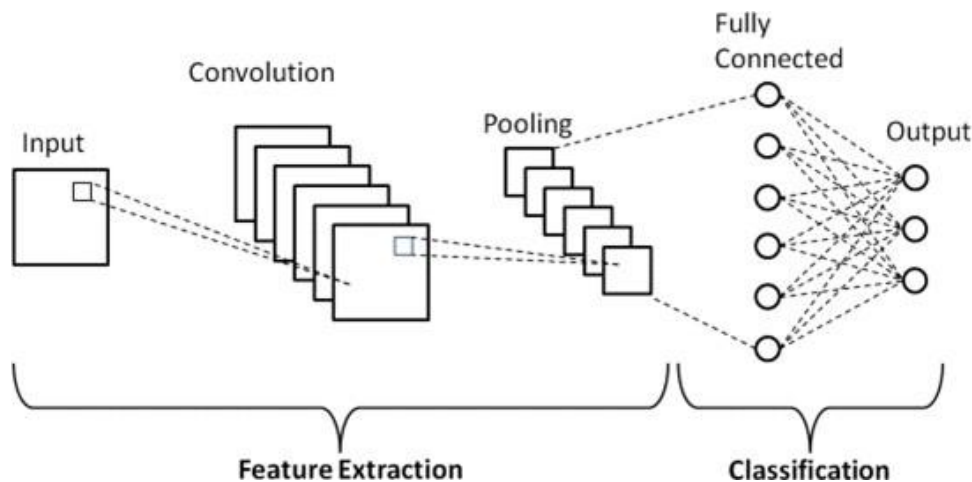 Input
Convolution
Pooling
Fully
Connected
Output
Feature Extraction
Classification